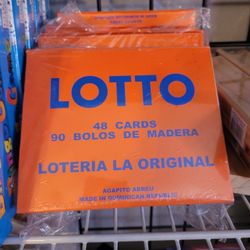 LOTTO
48 CARDS
90 BOLOS DE MADERA
LOTERIA LA ORIGINAL
AGAPITO ABREU
MADE IN DOMINICAN REPUBLIC